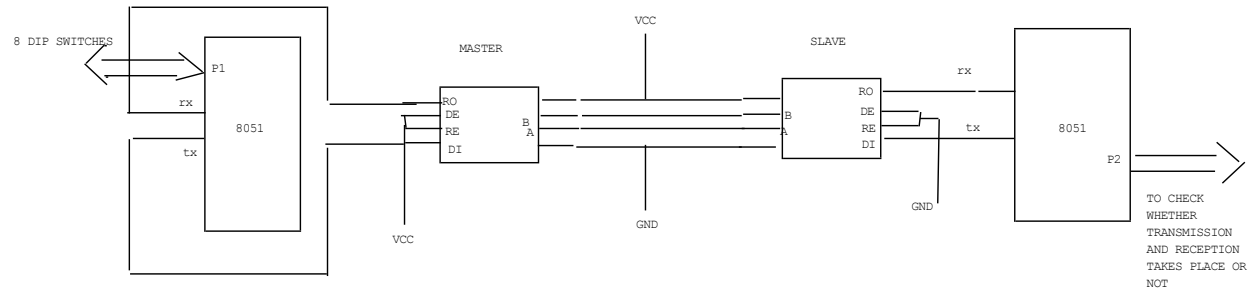 8 DIP SWITCHES
P1
rx
8051
tx
VCC
MASTER
RO
DE
RE
DI
B
A
VCC
GND
SLAVE
B
A
RO
DE
RE
DI
GND
rx
tx
8051
P2
TO CHECK
WHETHER
TRANSMISSION
AND RECEPTION
TAKES PLACE OR
NOT